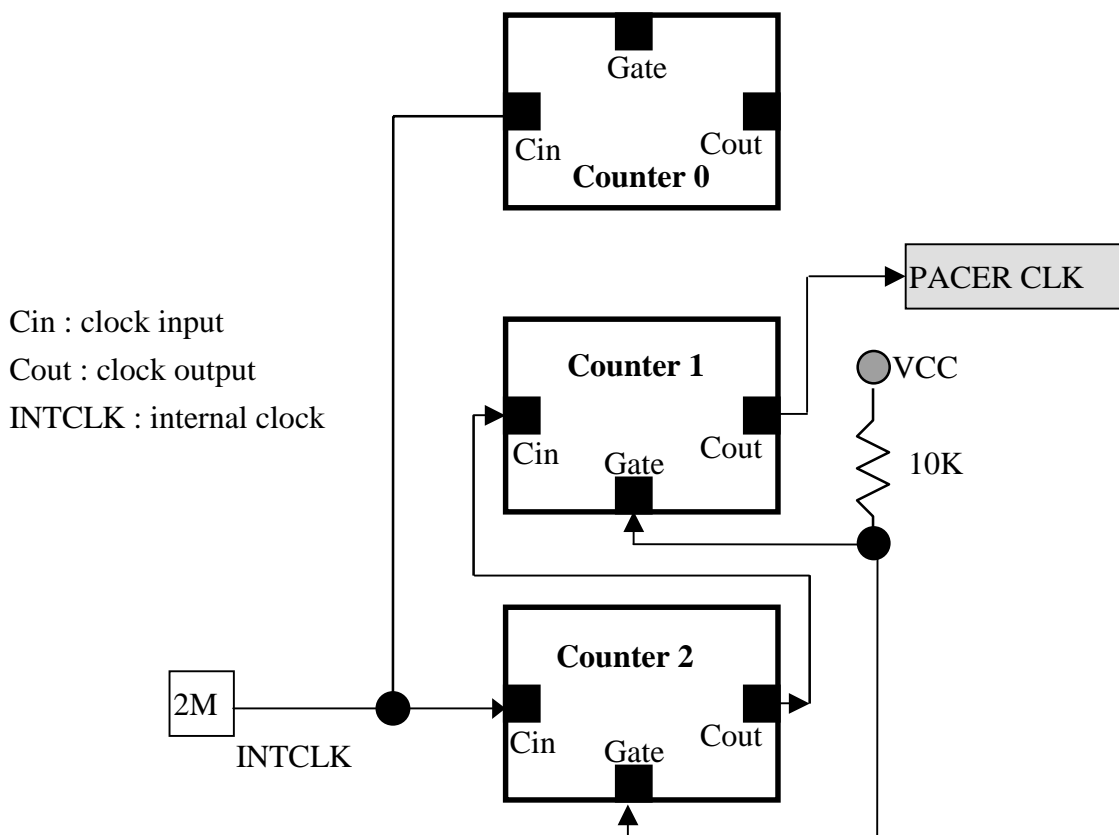 Gate
Cin
Cout
Counter 0
PACER CLK
Cin : clock input
Cout : clock output
INTCLK : internal clock
Counter 1
VCC
Cin
Gate
Cout
10K
Counter 2
2M
Cin
Gate
Cout
INTCLK